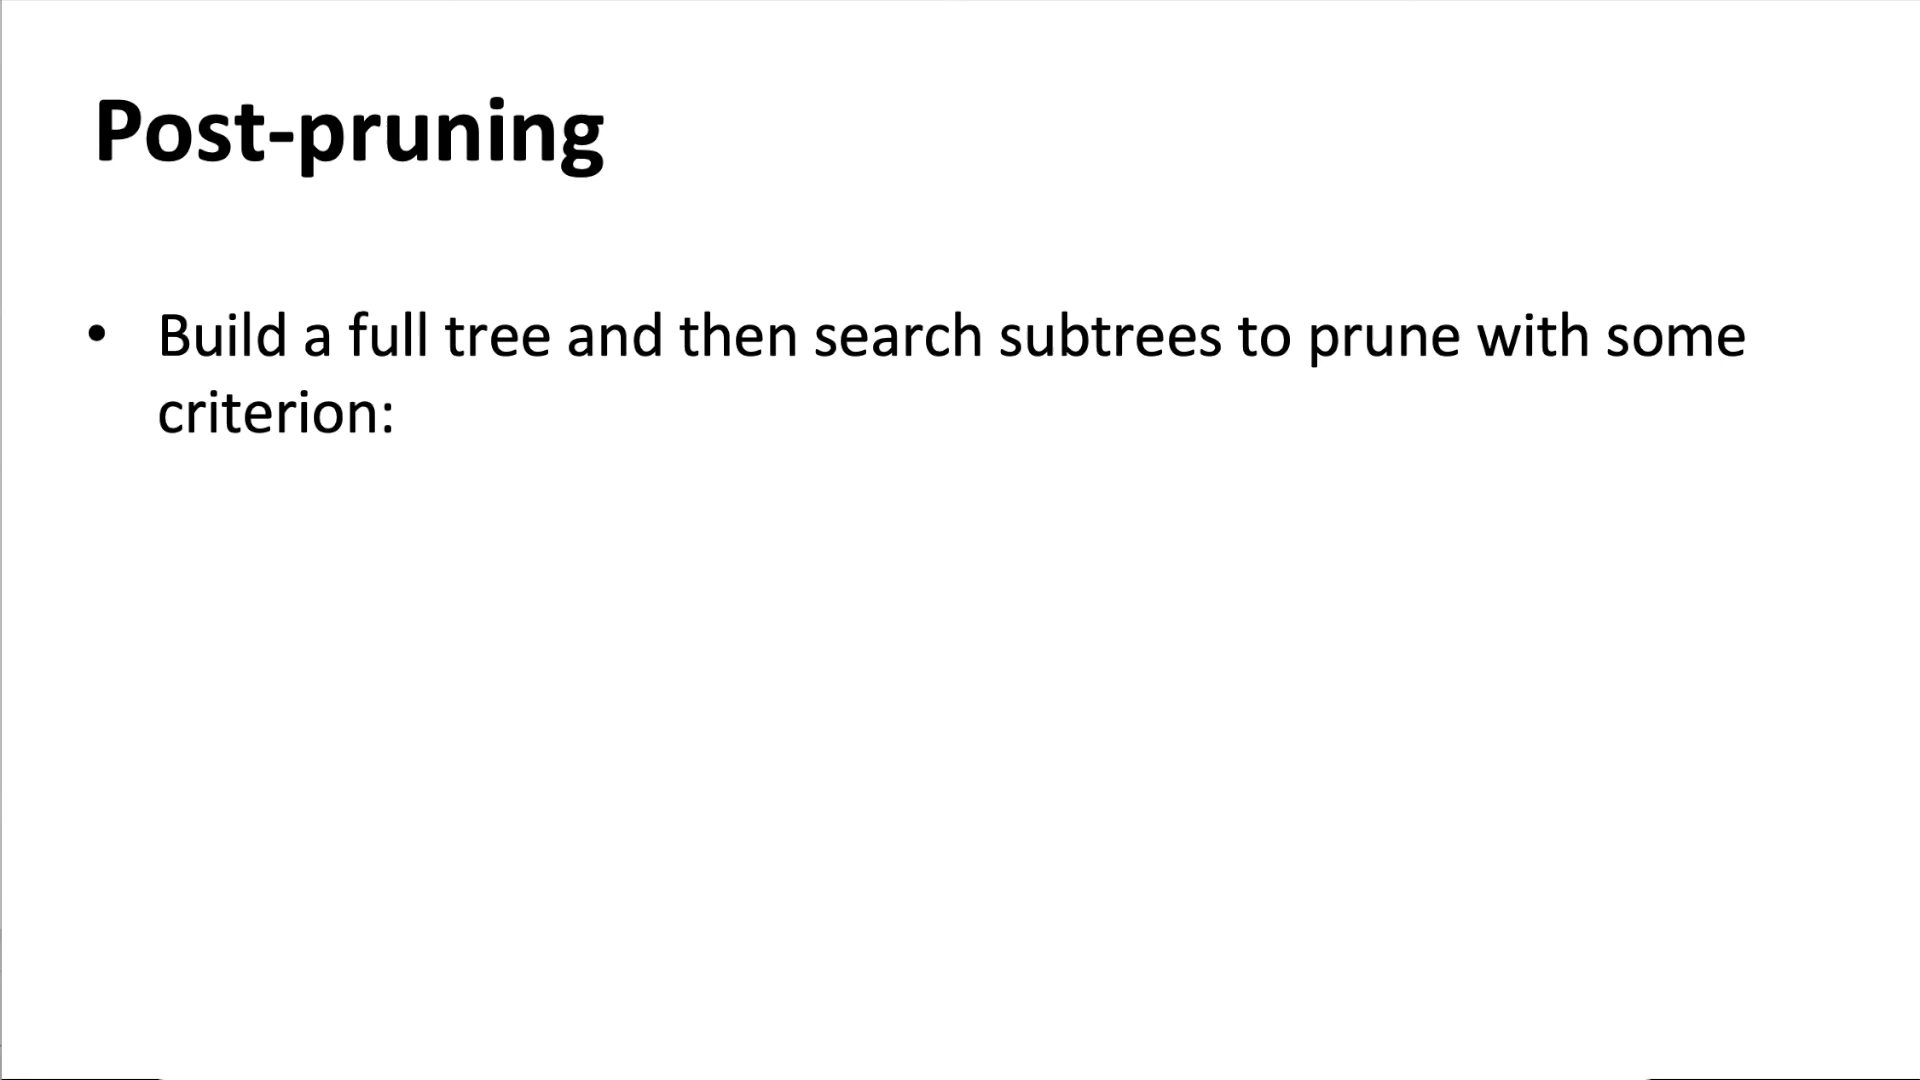 Post-pruning
• Build a full tree and then search subtrees to prune with some
criterion: